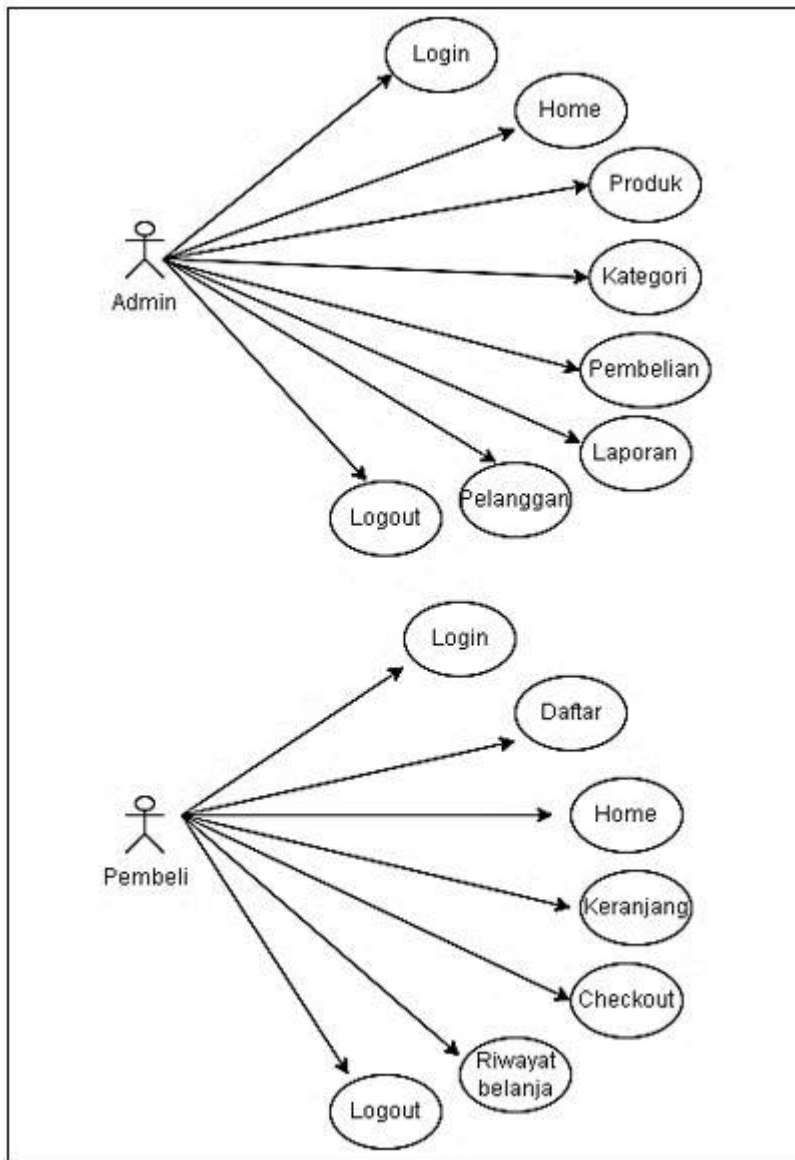 Login
Home
Produk
Admin
Kategori
Pembelian
Laporan
Pelanggan
Logout
Login
Daftar
Pembeli
Home
Keranjang
Checkout
Riwayat
belanja
Logout